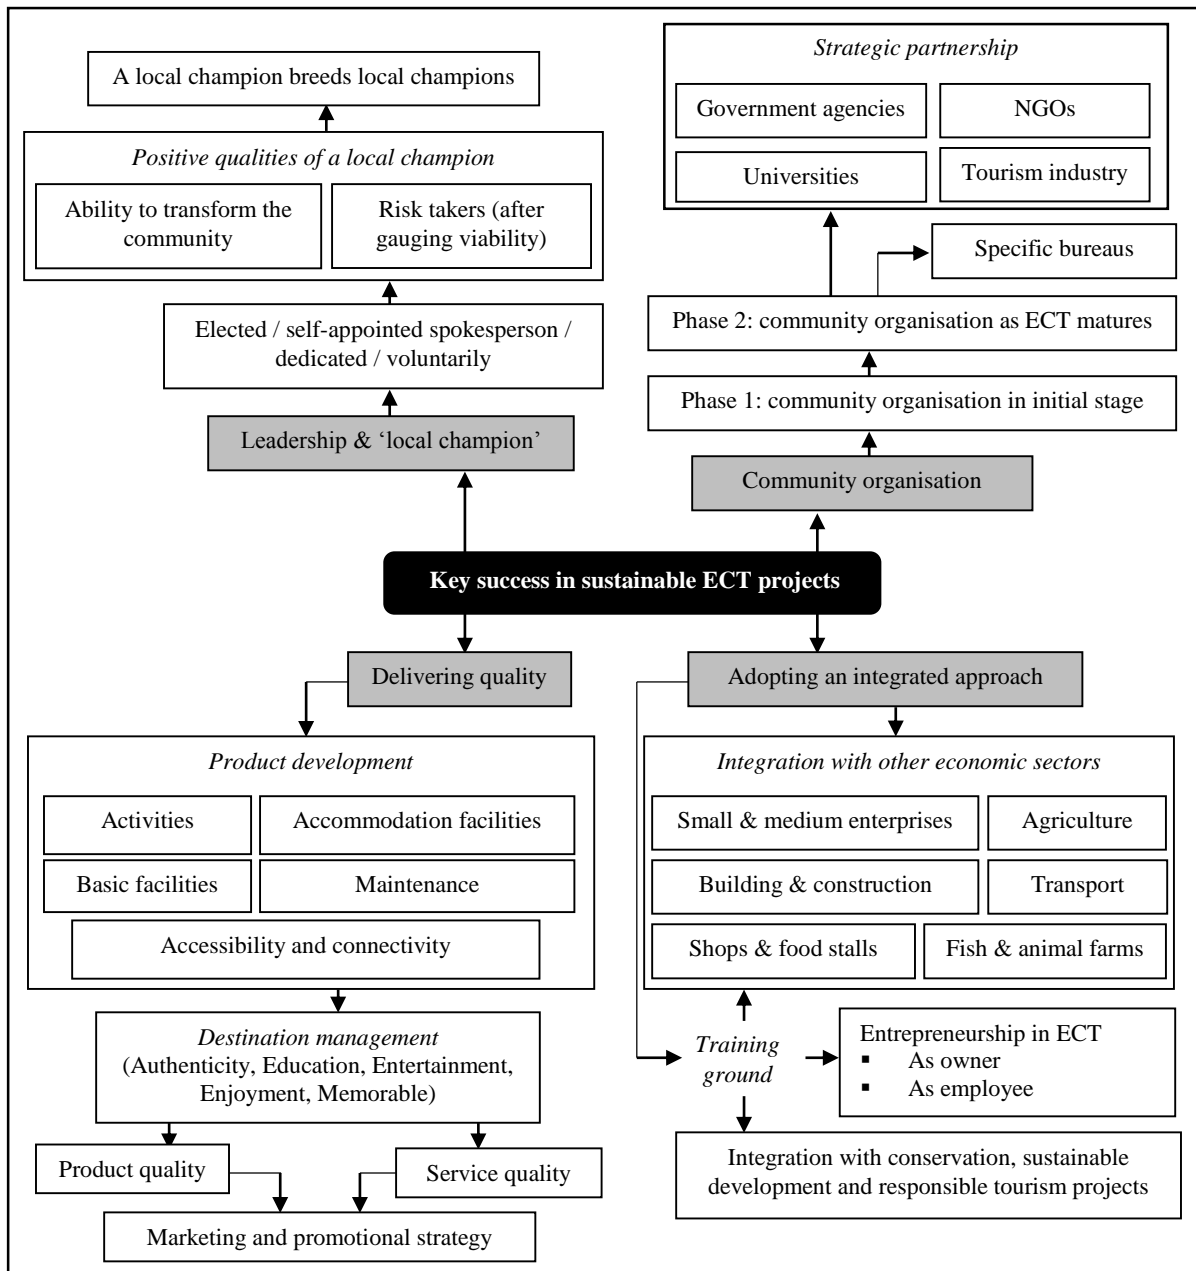 A local champion breeds local champions
Positive qualities of a local champion
Ability to transform the
community
Risk takers (after
gauging viability)
Elected / self-appointed spokesperson /
dedicated / voluntarily
Leadership & ‘local champion’
Strategic partnership
Government agencies
NGOs
Universities
Tourism industry
Specific bureaus
Phase 2: community organisation as ECT matures
Phase 1: community organisation in initial stage
Community organisation
Key success in sustainable ECT projects
Delivering quality
Product development
Activities
Accommodation facilities
Basic facilities
Maintenance
Accessibility and connectivity
Destination management
(Authenticity, Education, Entertainment,
Enjoyment, Memorable)
Product quality
Service quality
Marketing and promotional strategy
Adopting an integrated approach
Integration with other economic sectors
Small & medium enterprises
Agriculture
Building & construction
Transport
Shops & food stalls
Fish & animal farms
Training
ground
Entrepreneurship in ECT
▪ As owner
▪ As employee
Integration with conservation, sustainable
development and responsible tourism projects